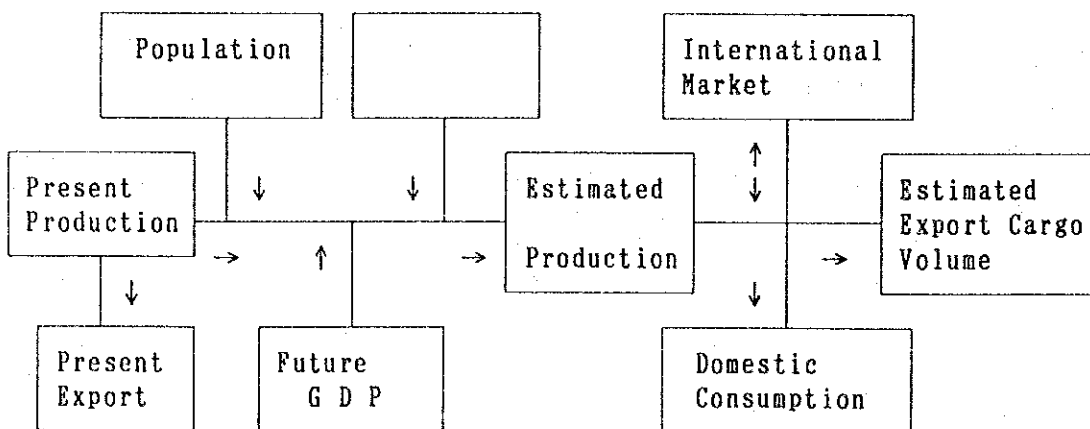 Population
International
Market
Present
Production
Estimated
Production
Estimated
Export Cargo
Volume
Present
Export
Future
G D P
Domestic
Consumption